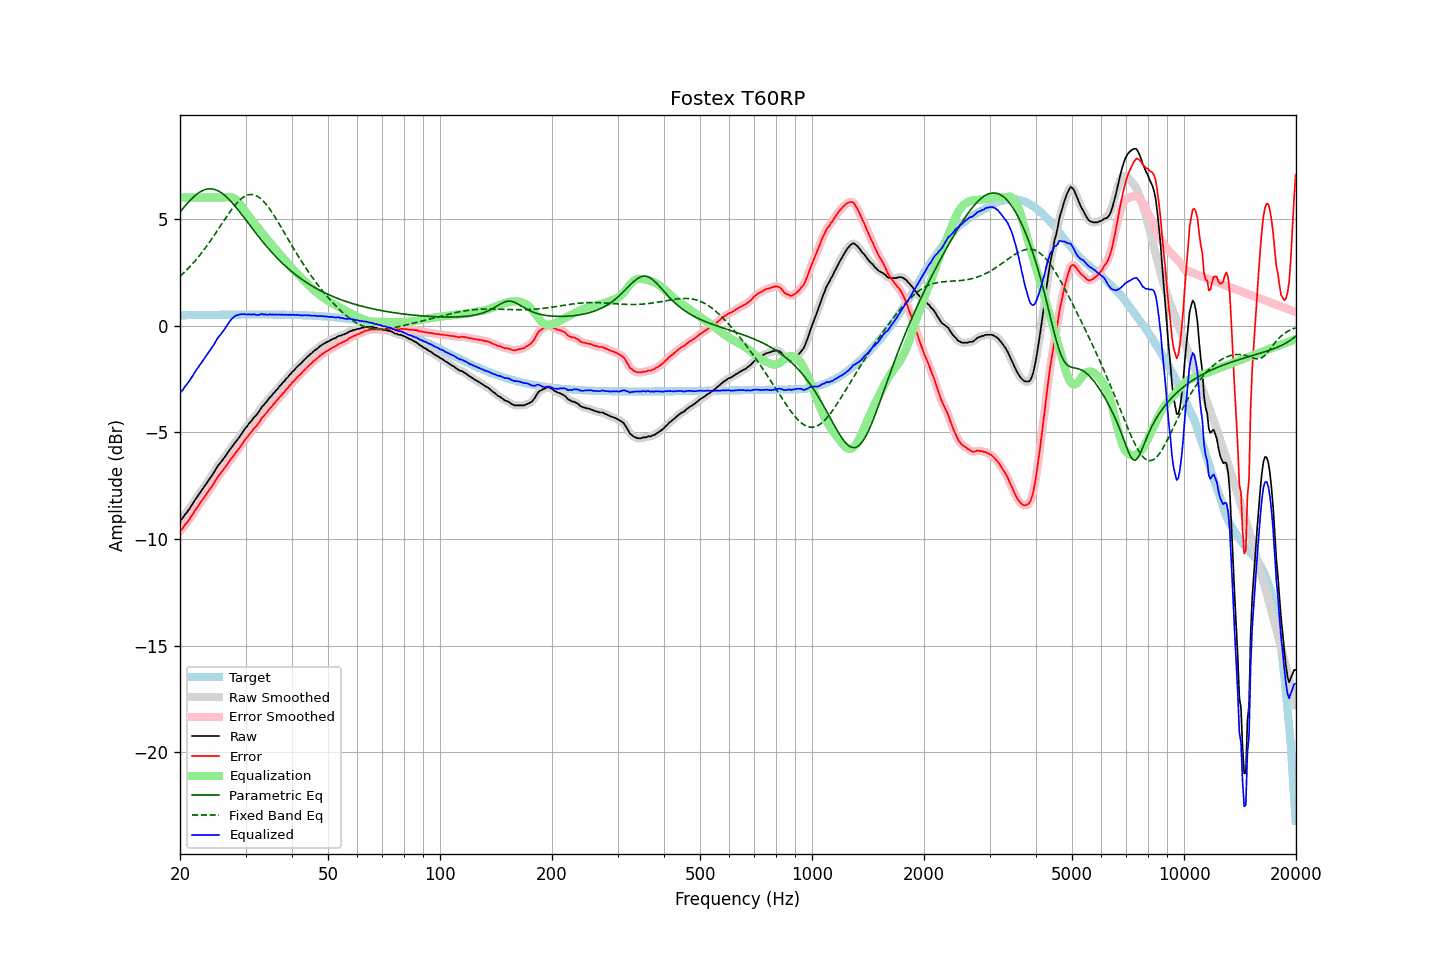 Fostex T60RP
Amplitude (dBr)
5
0
−5
−10
−15
−20
Target
Raw Smoothed
Error Smoothed
Raw
Error
Equalization
Parametric Eq
Fixed Band Eq
Equalized
20 50 100 200 500 1000 2000 5000 10000 20000
Frequency (Hz)